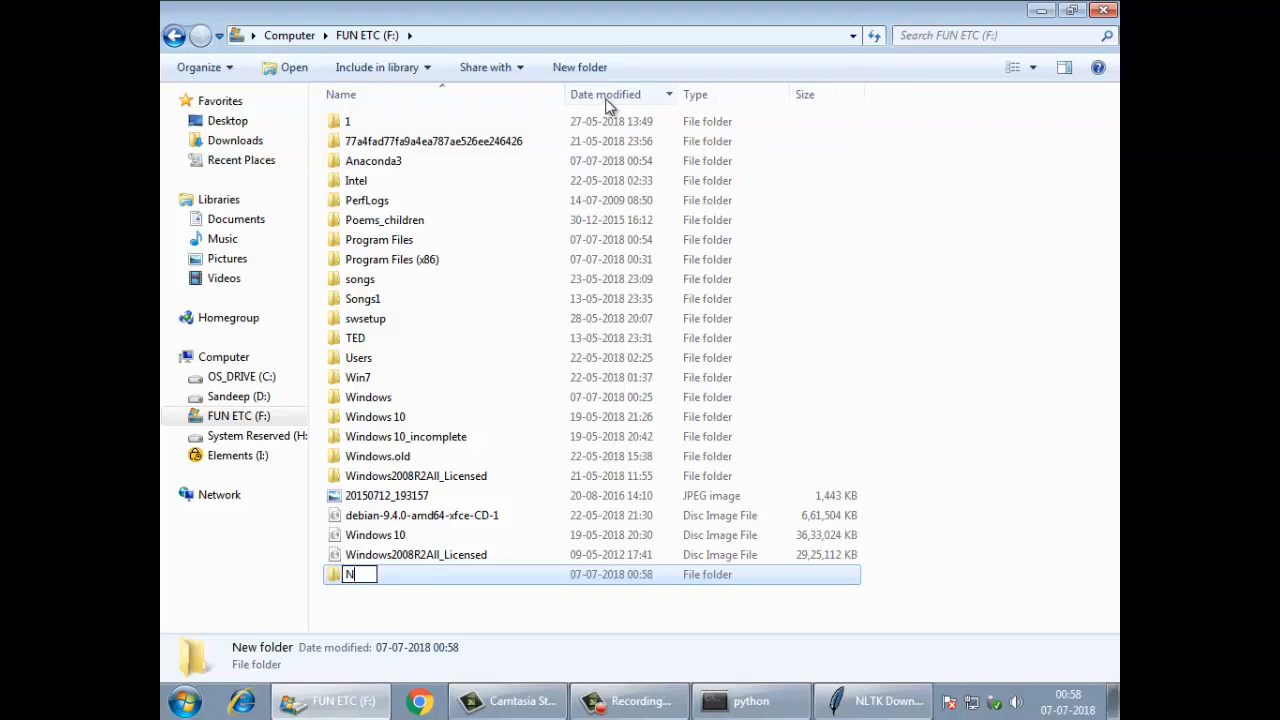 Computer FUN ETC (F:) Search FUN ETC (F:)
Organize Open Include in library Share with New folder
Name Date modified Type Size
Favorites
Desktop
Downloads
Recent Places
Libraries
Documents
Music
Pictures
Videos
Homegroup
Computer
OS_DRIVE (C:)
Sandeep (D:)
FUN ETC (F:)
System Reserved (H:
Elements (I:)
Network
1 27-05-2018 13:49 File folder
77a4fad77fa9a4ea787ae526ee246426 21-05-2018 23:56 File folder
Anaconda3 07-07-2018 00:54 File folder
Intel 22-05-2018 02:33 File folder
PerfLogs 14-07-2009 08:50 File folder
Poems_children 30-12-2015 16:12 File folder
Program Files 07-07-2018 00:54 File folder
Program Files (x86) 07-07-2018 00:31 File folder
songs 23-05-2018 23:09 File folder
Songs1 13-05-2018 23:35 File folder
swsetup 28-05-2018 20:07 File folder
TED 13-05-2018 23:31 File folder
Users 22-05-2018 02:25 File folder
Win7 22-05-2018 01:37 File folder
Windows 07-07-2018 00:25 File folder
Windows 10 19-05-2018 21:26 File folder
Windows 10_incomplete 19-05-2018 20:42 File folder
Windows.old 22-05-2018 15:38 File folder
Windows2008R2All_Licensed 21-05-2018 11:55 File folder
20150712_193157 20-08-2016 14:10 JPEG image 1,443 KB
debian-9.4.0-amd64-xfce-CD-1 22-05-2018 21:30 Disc Image File 6,61,504 KB
Windows 10 19-05-2018 20:30 Disc Image File 36,33,024 KB
Windows2008R2All_Licensed 09-05-2012 17:41 Disc Image File 29,25,112 KB
N 07-07-2018 00:58 File folder
New folder Date modified: 07-07-2018 00:58
File folder
FUN ETC (F:) Camtasia St... Recording... python NLTK Down... 00:58
07-07-2018